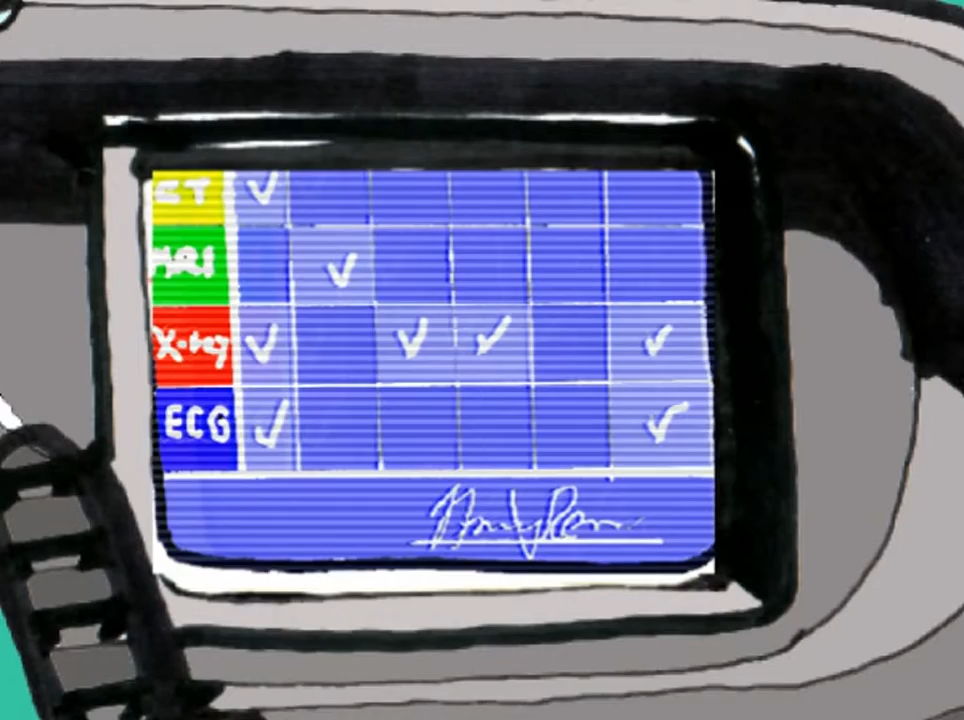 CT ✓
MRI ✓
X-ray ✓ ✓ ✓ ✓
ECG ✓ ✓